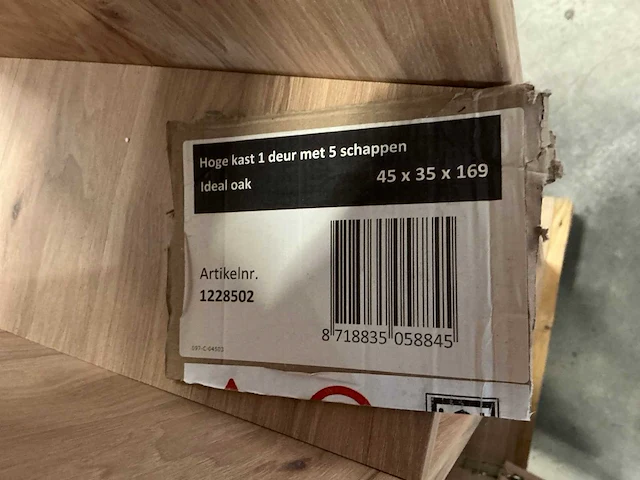 Hoge kast 1 deur met 5 schappen
Ideal oak 45 x 35 x 169
Artikelnr.
1228502
8 718835 058845